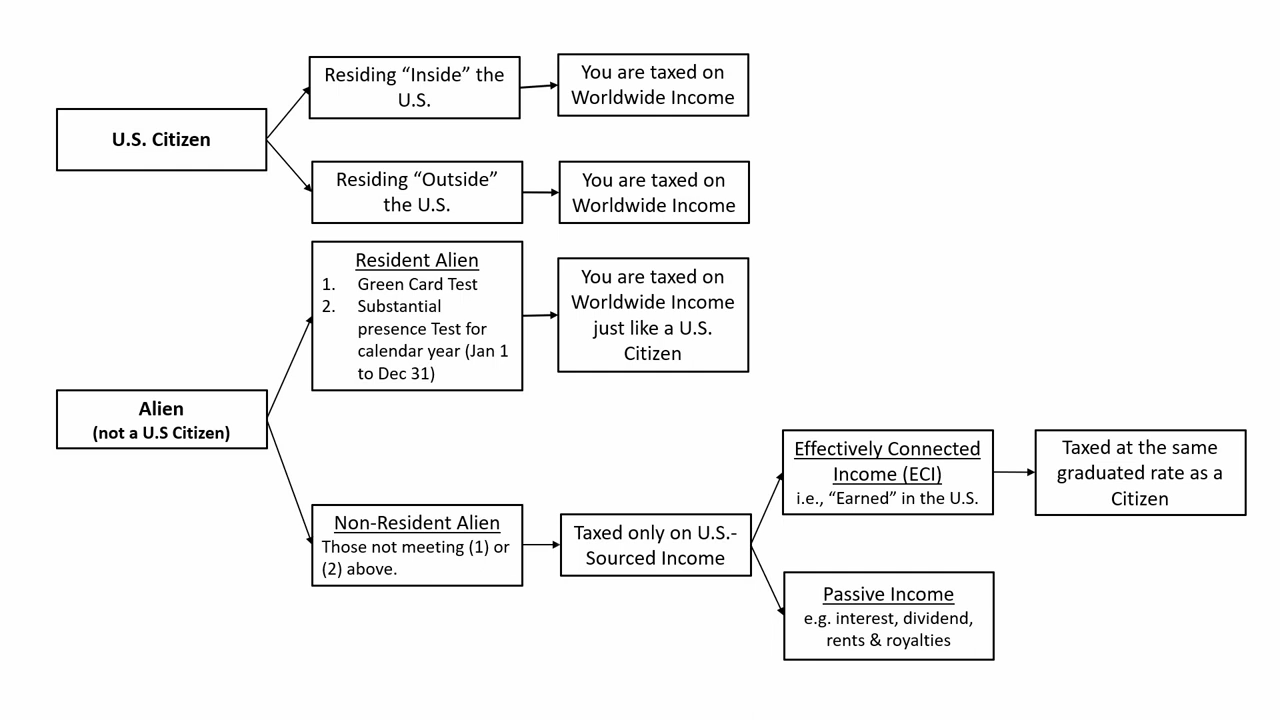 U.S. Citizen
Residing “Inside” the
U.S.
You are taxed on
Worldwide Income
Residing “Outside”
the U.S.
You are taxed on
Worldwide Income
Alien
(not a U.S Citizen)
Resident Alien
1. Green Card Test
2. Substantial
presence Test for
calendar year (Jan 1
to Dec 31)
You are taxed on
Worldwide Income
just like a U.S.
Citizen
Non-Resident Alien
Those not meeting (1) or
(2) above.
Taxed only on U.S.-
Sourced Income
Effectively Connected
Income (ECI)
i.e., “Earned” in the U.S.
Taxed at the same
graduated rate as a
Citizen
Passive Income
e.g. interest, dividend,
rents & royalties